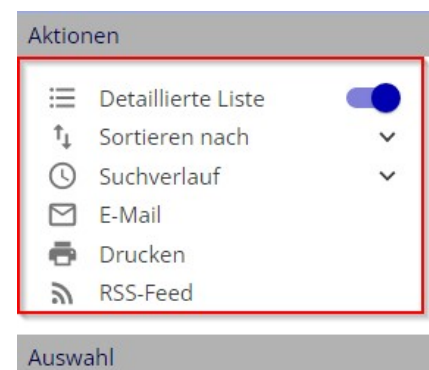 Aktionen
Detaillierte Liste
Sortieren nach
Suchverlauf
E-Mail
Drucken
RSS-Feed
Auswahl